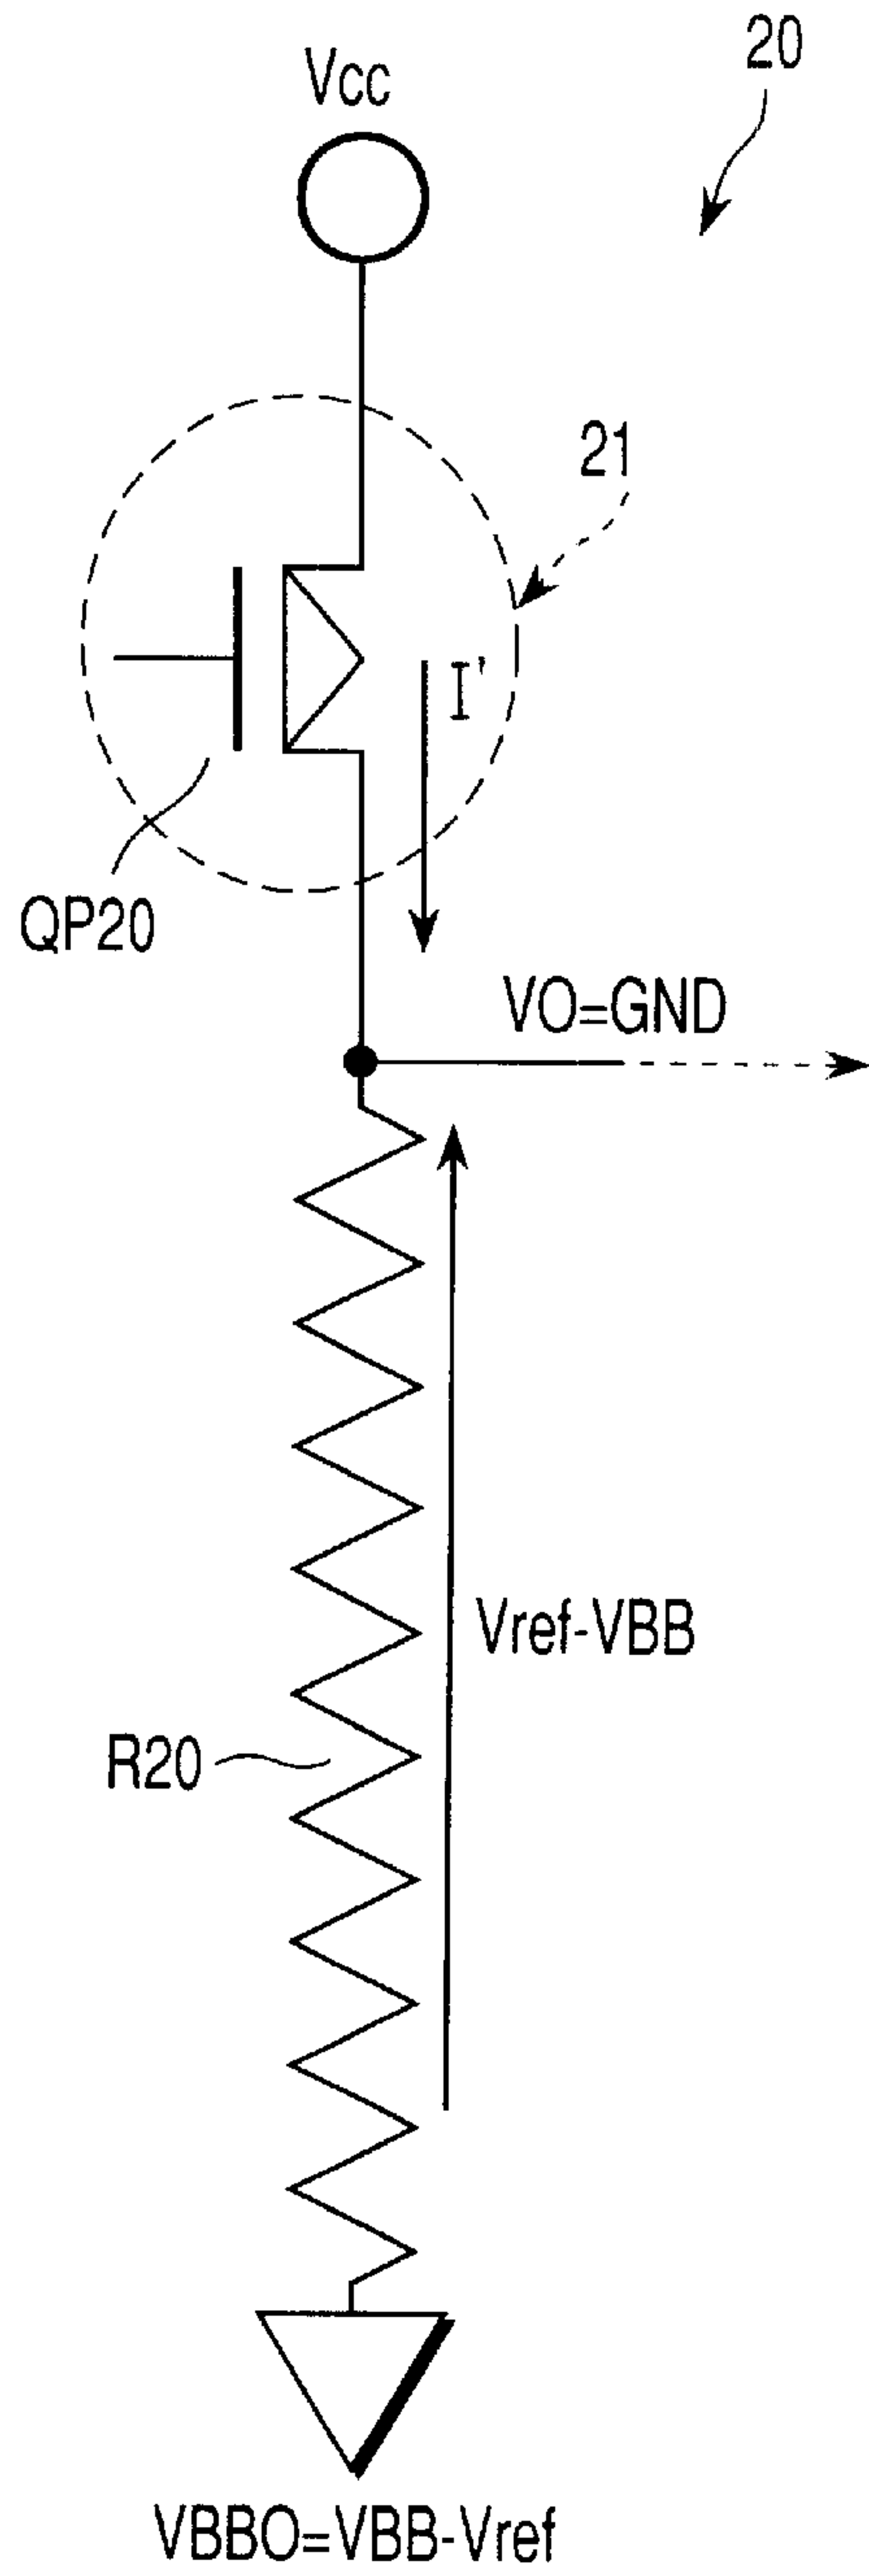 20
Vcc
21
I'
QP20
VO=GND
Vref-VBB
R20
VBBO=VBB-Vref